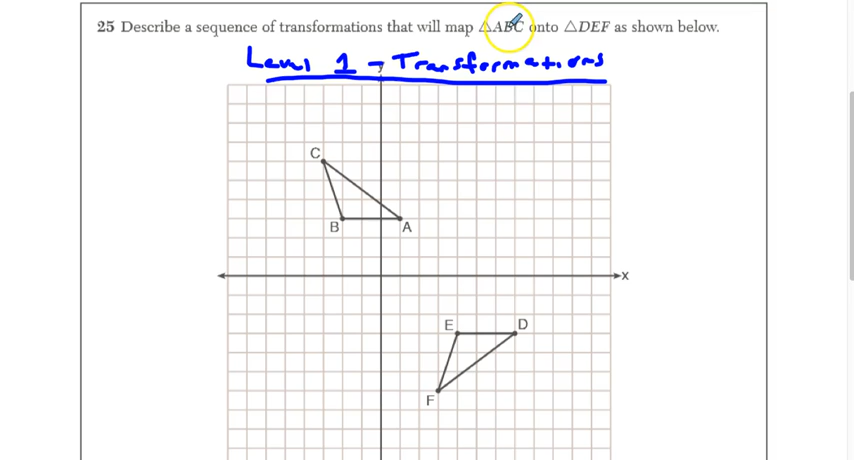 25 Describe a sequence of transformations that will map △ABC onto △DEF as shown below.
Level 1 - Transformations
y
C
B
A
x
E
D
F